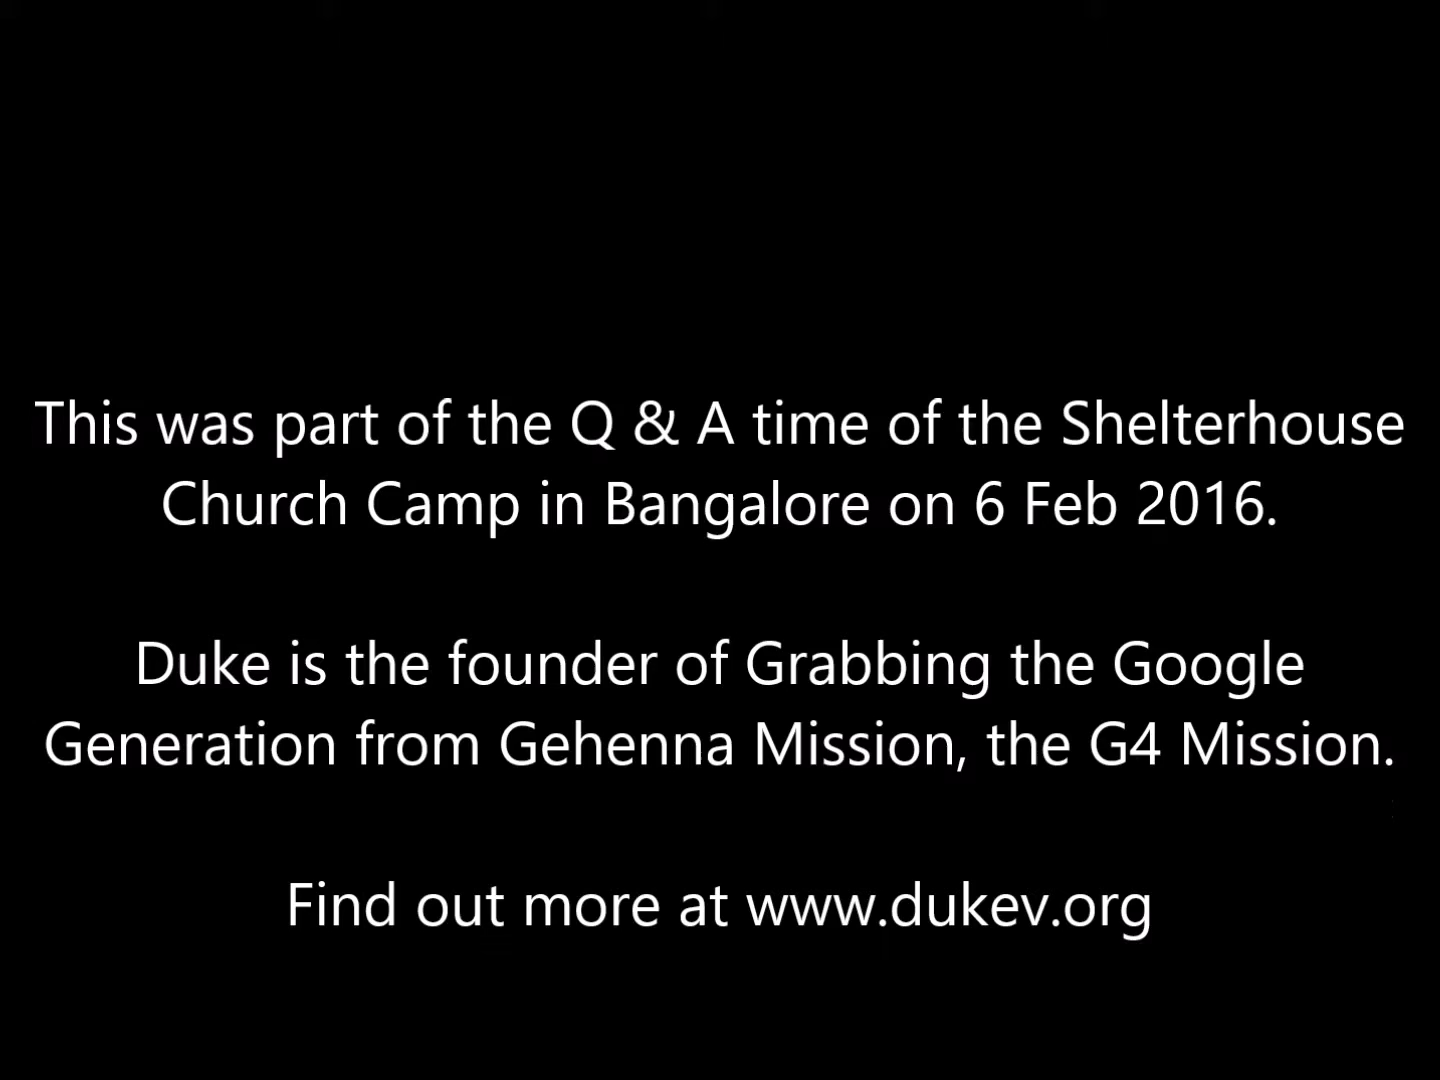 This was part of the Q & A time of the Shelterhouse
Church Camp in Bangalore on 6 Feb 2016.
Duke is the founder of Grabbing the Google
Generation from Gehenna Mission, the G4 Mission.
Find out more at www.dukev.org